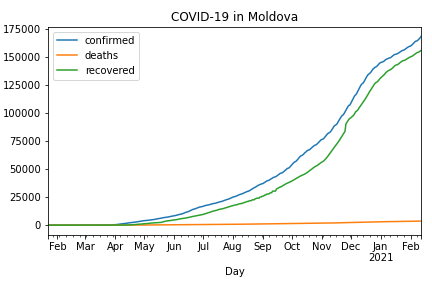 COVID-19 in Moldova
175000
150000
125000
100000
75000
50000
25000
0
confirmed
deaths
recovered
Feb Mar Apr May Jun Jul Aug Sep Oct Nov Dec Jan Feb
2021
Day